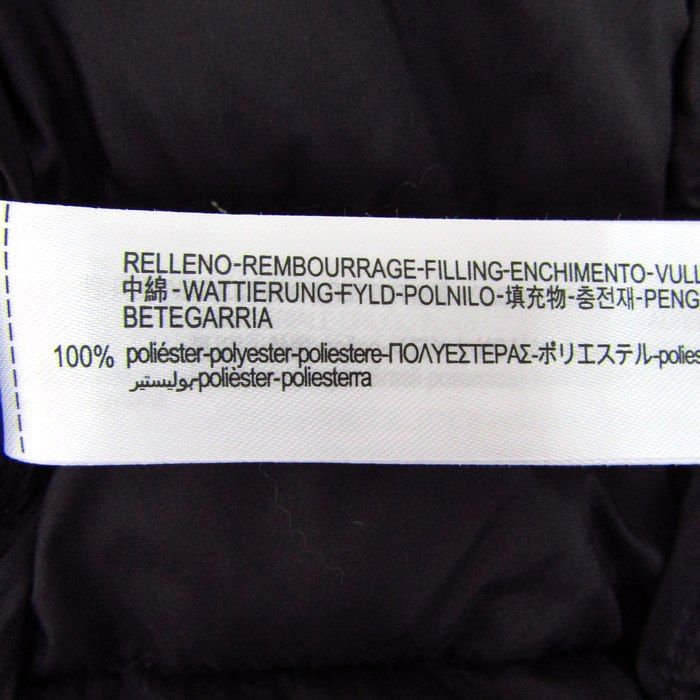 RELLENO-REMBOURRAGE-FILLING-ENCHIMENTO-VULL
中綿-WATTIERUNG-FYLD-POLNILO-填充物-충전재-PENG
BETEGARRIA
100% poliéster-polyester-poliestere-ΠΟΛΥΕΣΤΕΡΑΣ-ポリエステル-polies
بوليستير-polièster-poliesterra